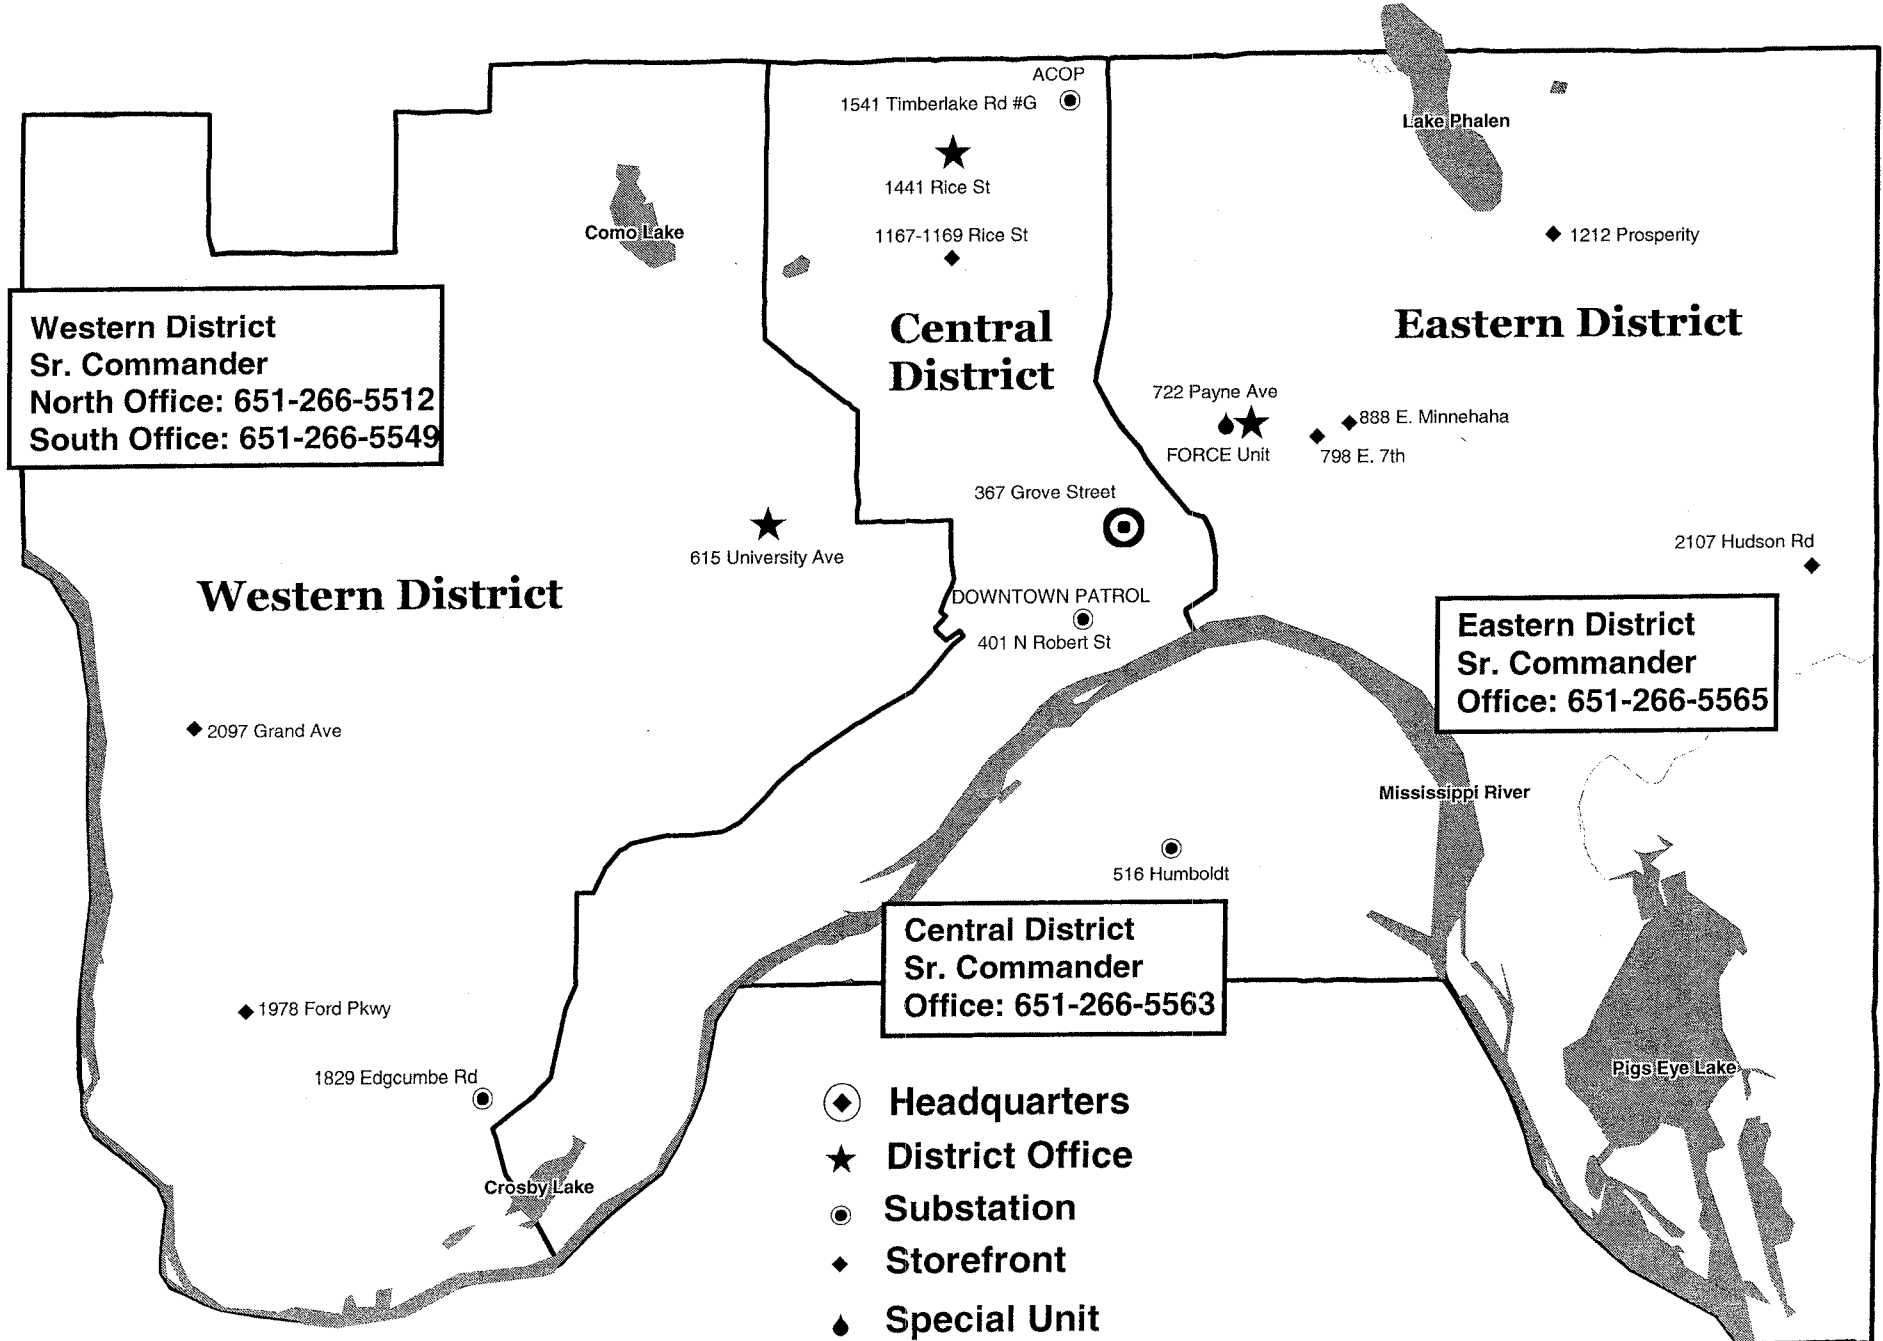 ACOP
1541 Timberlake Rd #G
Lake Phalen
1441 Rice St
Como Lake
1167-1169 Rice St
1212 Prosperity
Western District
Sr. Commander
North Office: 651-266-5512
South Office: 651-266-5549
Central
District
Eastern District
722 Payne Ave
888 E. Minnehaha
FORCE Unit
798 E. 7th
367 Grove Street
615 University Ave
2107 Hudson Rd
Western District
DOWNTOWN PATROL
401 N Robert St
Eastern District
Sr. Commander
Office: 651-266-5565
2097 Grand Ave
Mississippi River
516 Humboldt
Central District
Sr. Commander
Office: 651-266-5563
1978 Ford Pkwy
1829 Edgcumbe Rd
Pigs Eye Lake
Crosby Lake
Headquarters
District Office
Substation
Storefront
Special Unit